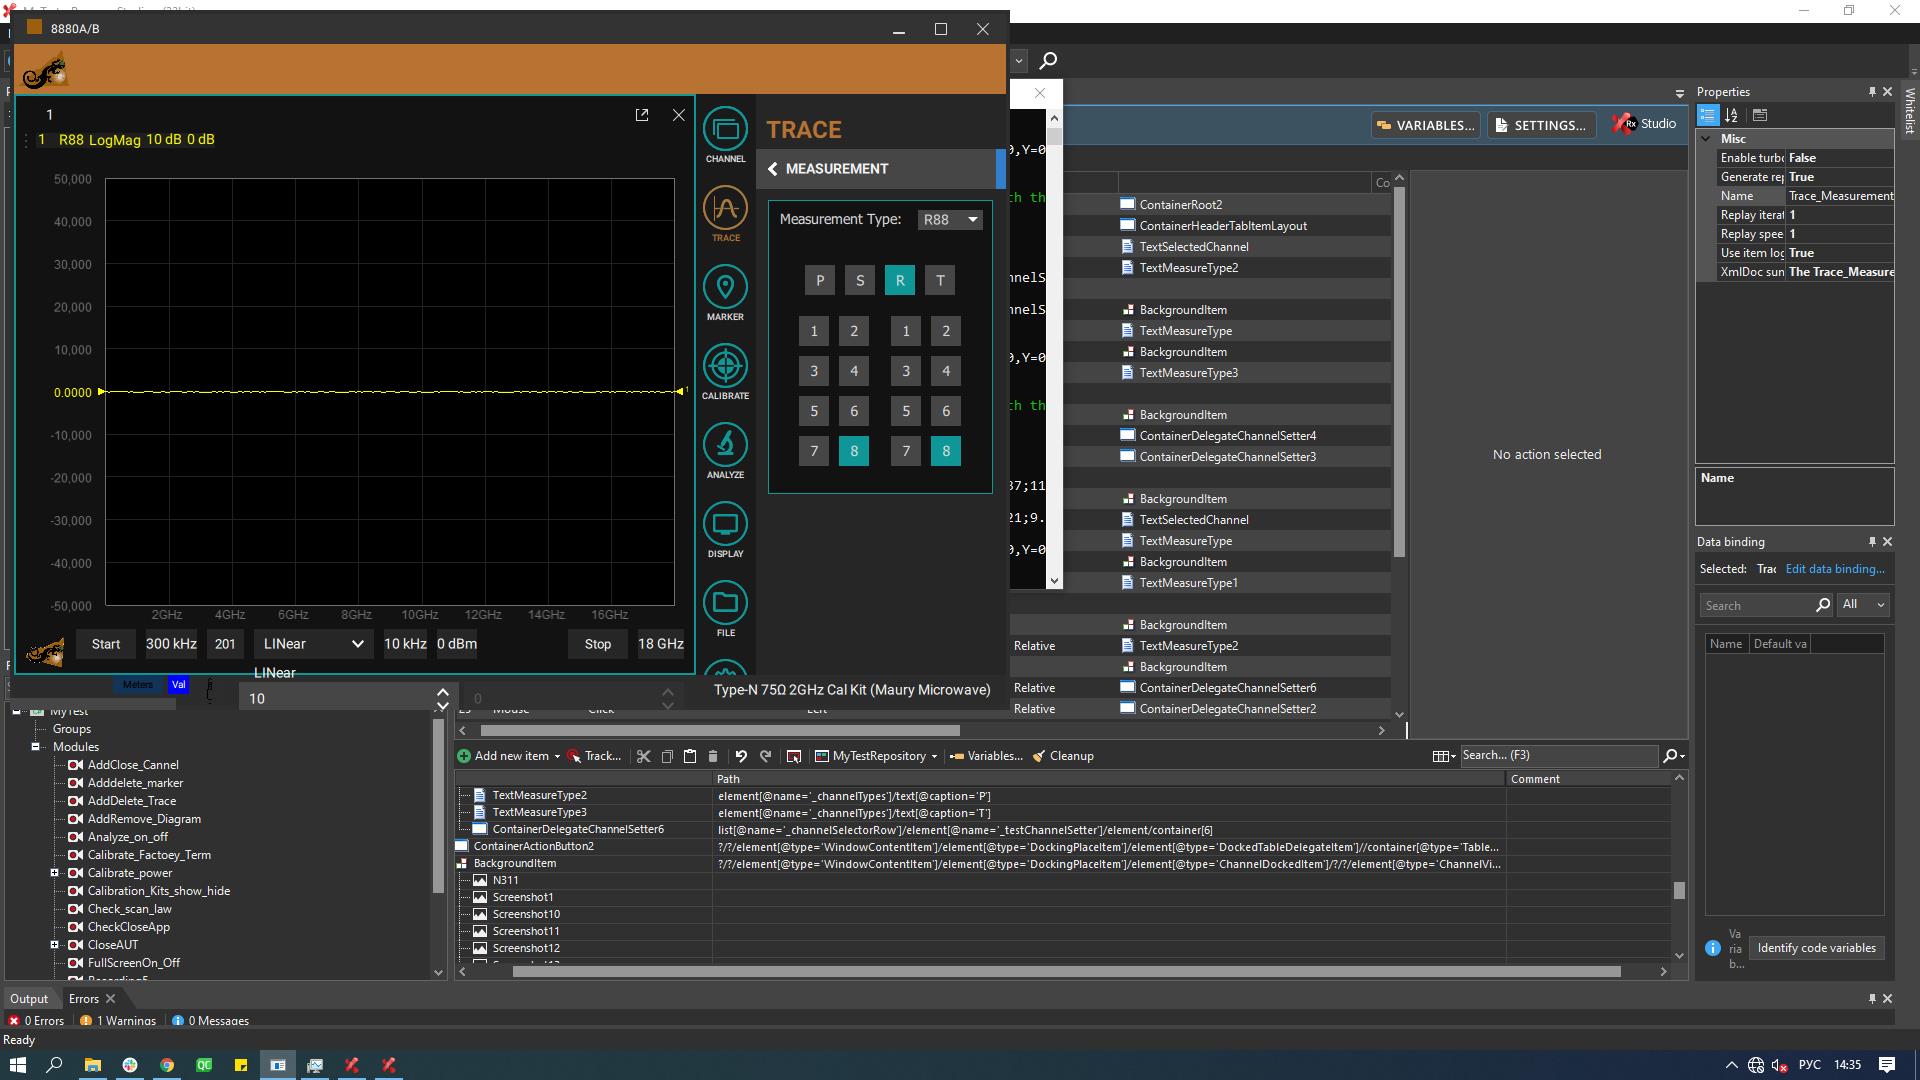 8880A/B
1
1 R88 LogMag 10 dB 0 dB
50,000
40,000
30,000
20,000
10,000
0.0000
-10,000
-20,000
-30,000
-40,000
-50,000
1
2GHz 4GHz 6GHz 8GHz 10GHz 12GHz 14GHz 16GHz
Start 300 kHz 201 LINear 10 kHz 0 dBm Stop 18 GHz
LINear
Meters Val
10
0
Type-N 75Ω 2GHz Cal Kit (Maury Microwave)
CHANNEL
TRACE
MARKER
CALIBRATE
ANALYZE
DISPLAY
FILE
TRACE
MEASUREMENT
Measurement Type: R88
P S R T
1 2 1 2
3 4 3 4
5 6 5 6
7 8 7 8
VARIABLES...
SETTINGS...
Rx Studio
Co
ContainerRoot2
ContainerHeaderTabItemLayout
TextSelectedChannel
TextMeasureType2
BackgroundItem
TextMeasureType
BackgroundItem
TextMeasureType3
BackgroundItem
ContainerDelegateChannelSetter4
ContainerDelegateChannelSetter3
BackgroundItem
TextSelectedChannel
TextMeasureType
BackgroundItem
TextMeasureType1
BackgroundItem
Relative TextMeasureType2
BackgroundItem
Relative ContainerDelegateChannelSetter6
Relative ContainerDelegateChannelSetter2
No action selected
Properties
Whitelist
Misc
Enable turbo False
Generate rep True
Name Trace_Measurement
Replay iterat 1
Replay spee 1
Use item log True
XmlDoc sum The Trace_Measure
Name
Data binding
Selected: Trac Edit data binding...
Search All
Name Default va
Va
ria
b...
Identify code variables
MyTest
Groups
Modules
AddClose_Cannel
Adddelete_marker
AddDelete_Trace
AddRemove_Diagram
Analyze_on_off
Calibrate_Factoey_Term
Calibrate_power
Calibration_Kits_show_hide
Check_scan_law
CheckCloseApp
CloseAUT
FullScreenOn_Off
Add new item Track... MyTestRepository Variables... Cleanup Search... (F3)
Path Comment
TextMeasureType2 element[@name='_channelTypes']/text[@caption='P']
TextMeasureType3 element[@name='_channelTypes']/text[@caption='T']
ContainerDelegateChannelSetter6 list[@name='_channelSelectorRow']/element[@name='_testChannelSetter']/element/container[6]
ContainerActionButton2 ?/?/element[@type='WindowContentItem']/element[@type='DockingPlaceItem']/element[@type='DockedTableDelegateItem']//container[@type='Table...
BackgroundItem ?/?/element[@type='WindowContentItem']/element[@type='DockingPlaceItem']/element[@type='ChannelDockedItem']/?/?/element[@type='ChannelVi...
N311
Screenshot1
Screenshot10
Screenshot11
Screenshot12
Output Errors
0 Errors 1 Warnings 0 Messages
Ready
QC
РУС 14:35